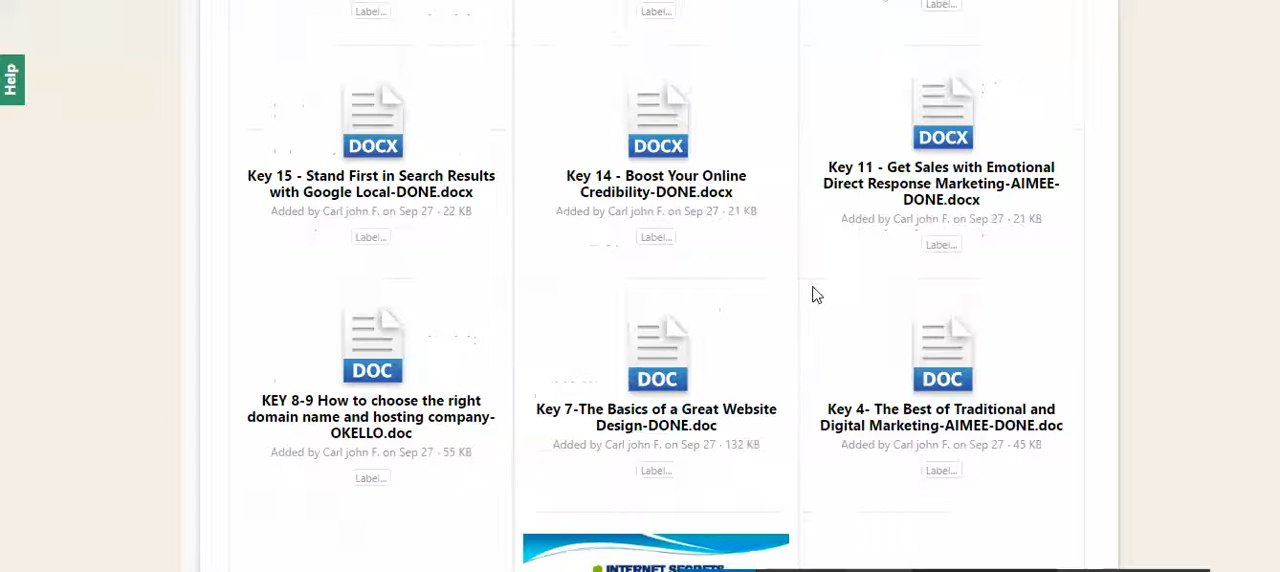 Label... Label... Label...
Help
DOCX DOCX DOCX
Key 15 - Stand First in Search Results
with Google Local-DONE.docx
Added by Carl john F. on Sep 27 · 22 KB
Label...
Key 14 - Boost Your Online
Credibility-DONE.docx
Added by Carl john F. on Sep 27 · 21 KB
Label...
Key 11 - Get Sales with Emotional
Direct Response Marketing-AIMEE-
DONE.docx
Added by Carl john F. on Sep 27 · 21 KB
Label...
DOC DOC DOC
KEY 8-9 How to choose the right
domain name and hosting company-
OKELLO.doc
Added by Carl john F. on Sep 27 · 55 KB
Label...
Key 7-The Basics of a Great Website
Design-DONE.doc
Added by Carl john F. on Sep 27 · 132 KB
Label...
Key 4- The Best of Traditional and
Digital Marketing-AIMEE-DONE.doc
Added by Carl john F. on Sep 27 · 45 KB
Label...
INTERNET SECRETS